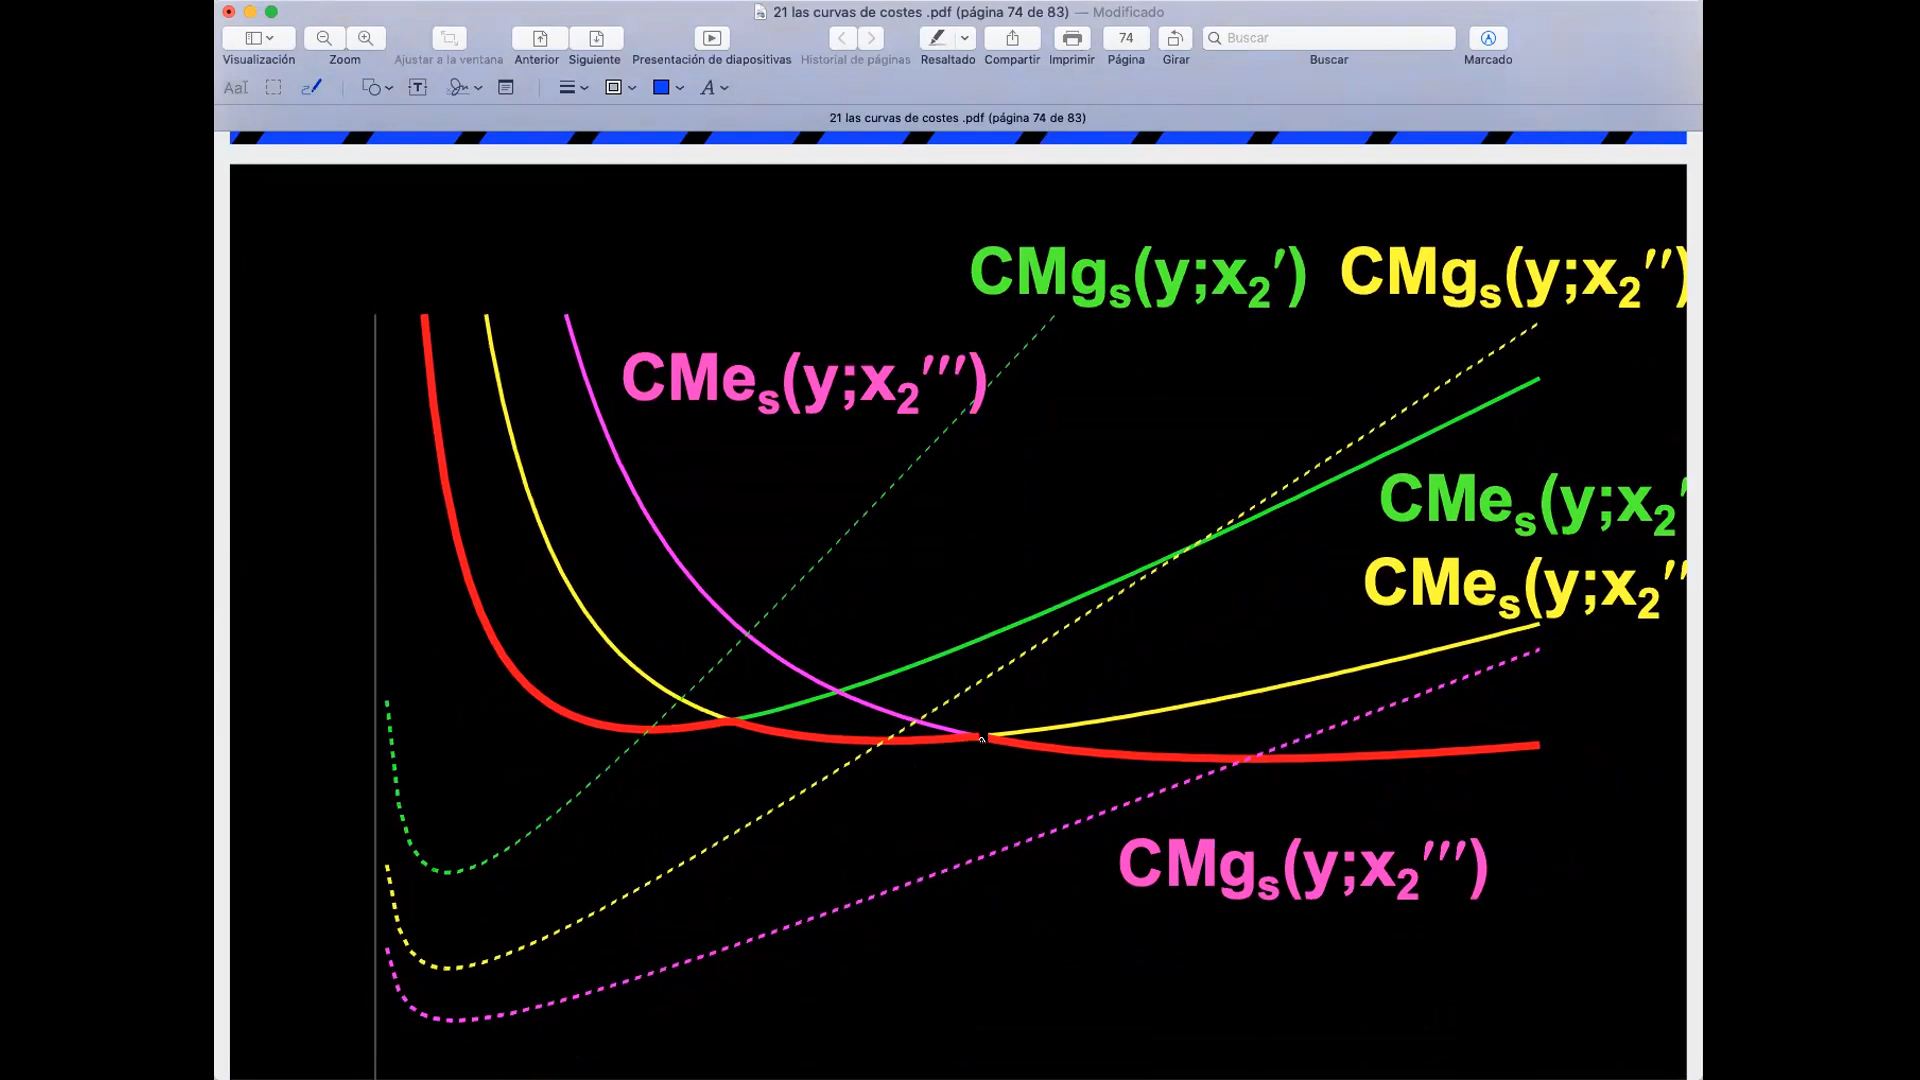 21 las curvas de costes .pdf (página 74 de 83) — Modificado
74
Buscar
Visualización Zoom Ajustar a la ventana Anterior Siguiente Presentación de diapositivas Historial de páginas Resaltado Compartir Imprimir Página Girar Buscar Marcado
AaI T A
21 las curvas de costes .pdf (página 74 de 83)
CMgs(y;x2′) CMgs(y;x2′′)
CMes(y;x2′′′)
CMes(y;x2′
CMes(y;x2′′
CMgs(y;x2′′′)